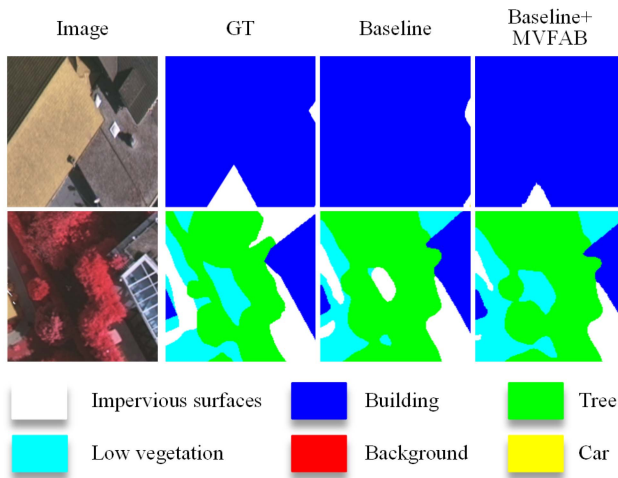 Image GT Baseline Baseline+
MVFAB
Impervious surfaces Building Tree
Low vegetation Background Car